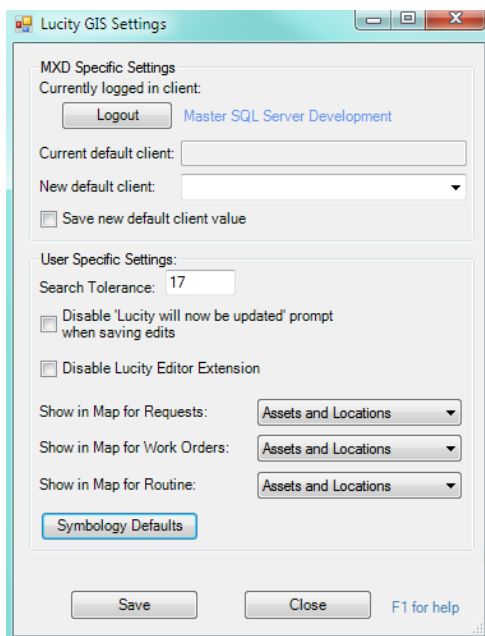 Lucity GIS Settings
MXD Specific Settings
Currently logged in client:
Logout Master SQL Server Development
Current default client:
New default client:
Save new default client value
User Specific Settings:
Search Tolerance: 17
Disable 'Lucity will now be updated' prompt
when saving edits
Disable Lucity Editor Extension
Show in Map for Requests: Assets and Locations
Show in Map for Work Orders: Assets and Locations
Show in Map for Routine: Assets and Locations
Symbology Defaults
Save Close F1 for help